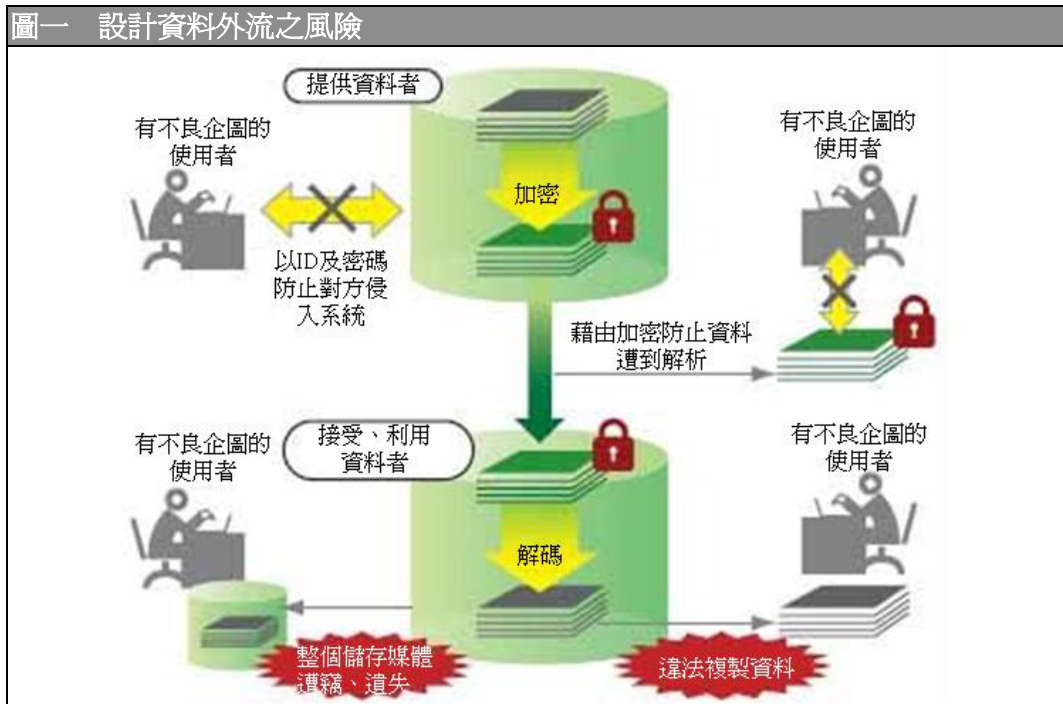 圖一 設計資料外流之風險
提供資料者
有不良企圖的
使用者
有不良企圖的
使用者
加密
以ID及密碼
防止對方侵
入系統
藉由加密防止資料
遭到解析
有不良企圖的
使用者
接受、利用
資料者
有不良企圖的
使用者
解碼
整個儲存媒體
遭竊、遺失
違法複製資料